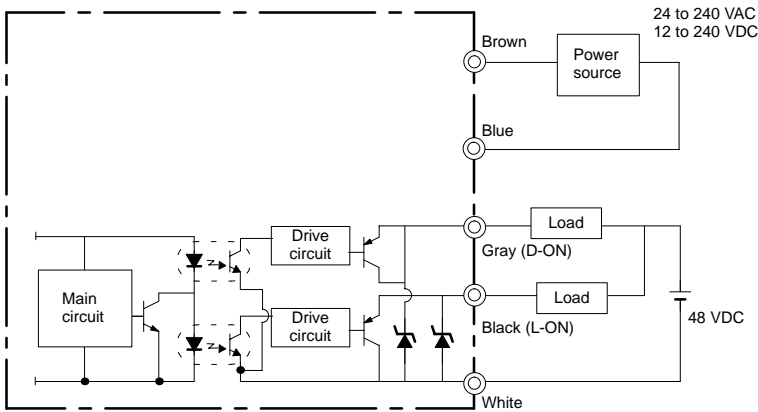 24 to 240 VAC
12 to 240 VDC
Brown
Power
source
Blue
Drive
circuit
Load
Gray (D-ON)
Main
circuit
Drive
circuit
Load
Black (L-ON)
48 VDC
White